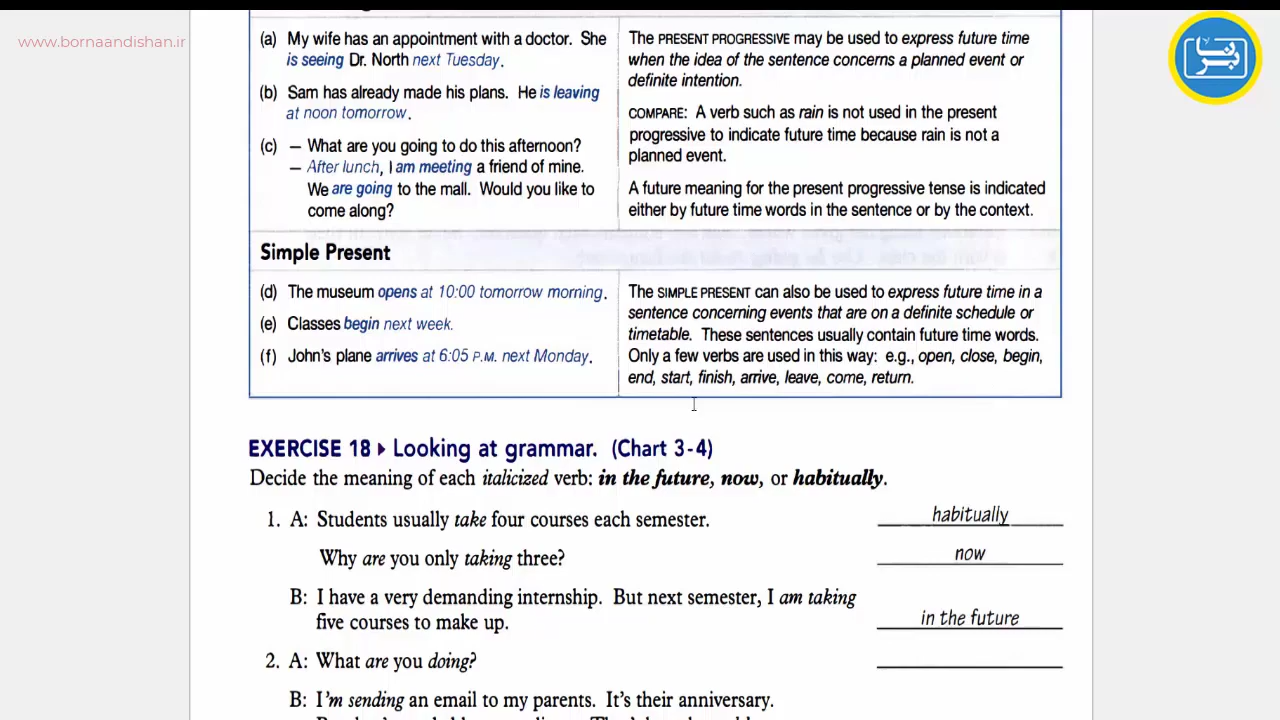 www.bornaandishan.ir
برنا
(a) My wife has an appointment with a doctor. She
is seeing Dr. North next Tuesday.
(b) Sam has already made his plans. He is leaving
at noon tomorrow.
(c) – What are you going to do this afternoon?
– After lunch, I am meeting a friend of mine.
We are going to the mall. Would you like to
come along?
The PRESENT PROGRESSIVE may be used to express future time
when the idea of the sentence concerns a planned event or
definite intention.
COMPARE: A verb such as rain is not used in the present
progressive to indicate future time because rain is not a
planned event.
A future meaning for the present progressive tense is indicated
either by future time words in the sentence or by the context.
Simple Present
(d) The museum opens at 10:00 tomorrow morning.
(e) Classes begin next week.
(f) John's plane arrives at 6:05 P.M. next Monday.
The SIMPLE PRESENT can also be used to express future time in a
sentence concerning events that are on a definite schedule or
timetable. These sentences usually contain future time words.
Only a few verbs are used in this way: e.g., open, close, begin,
end, start, finish, arrive, leave, come, return.
EXERCISE 18 ▸ Looking at grammar. (Chart 3-4)
Decide the meaning of each italicized verb: in the future, now, or habitually.
1. A: Students usually take four courses each semester. habitually
Why are you only taking three? now
B: I have a very demanding internship. But next semester, I am taking
five courses to make up. in the future
2. A: What are you doing?
B: I'm sending an email to my parents. It's their anniversary.